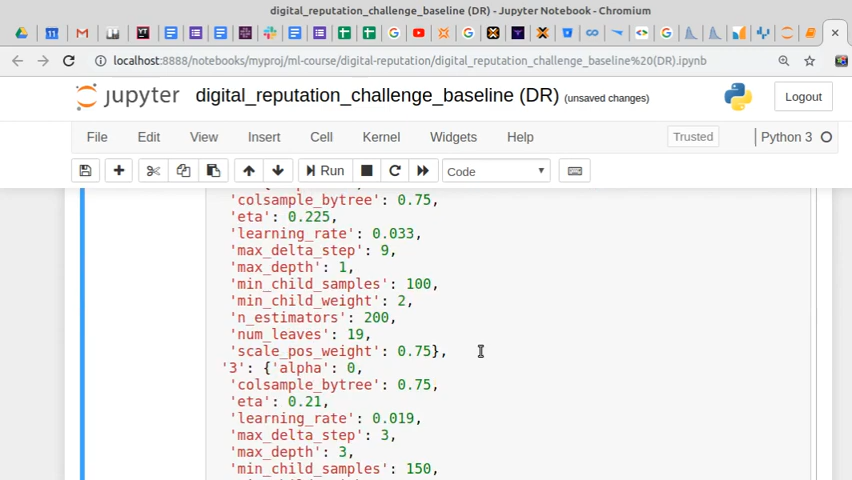 digital_reputation_challenge_baseline (DR) - Jupyter Notebook - Chromium
localhost:8888/notebooks/myproj/ml-course/digital-reputation/digital_reputation_challenge_baseline%20(DR).ipynb
jupyter digital_reputation_challenge_baseline (DR) (unsaved changes) Logout
File Edit View Insert Cell Kernel Widgets Help Trusted Python 3
Run Code
'colsample_bytree': 0.75,
'eta': 0.225,
'learning_rate': 0.033,
'max_delta_step': 9,
'max_depth': 1,
'min_child_samples': 100,
'min_child_weight': 2,
'n_estimators': 200,
'num_leaves': 19,
'scale_pos_weight': 0.75},
'3': {'alpha': 0,
'colsample_bytree': 0.75,
'eta': 0.21,
'learning_rate': 0.019,
'max_delta_step': 3,
'max_depth': 3,
'min_child_samples': 150,